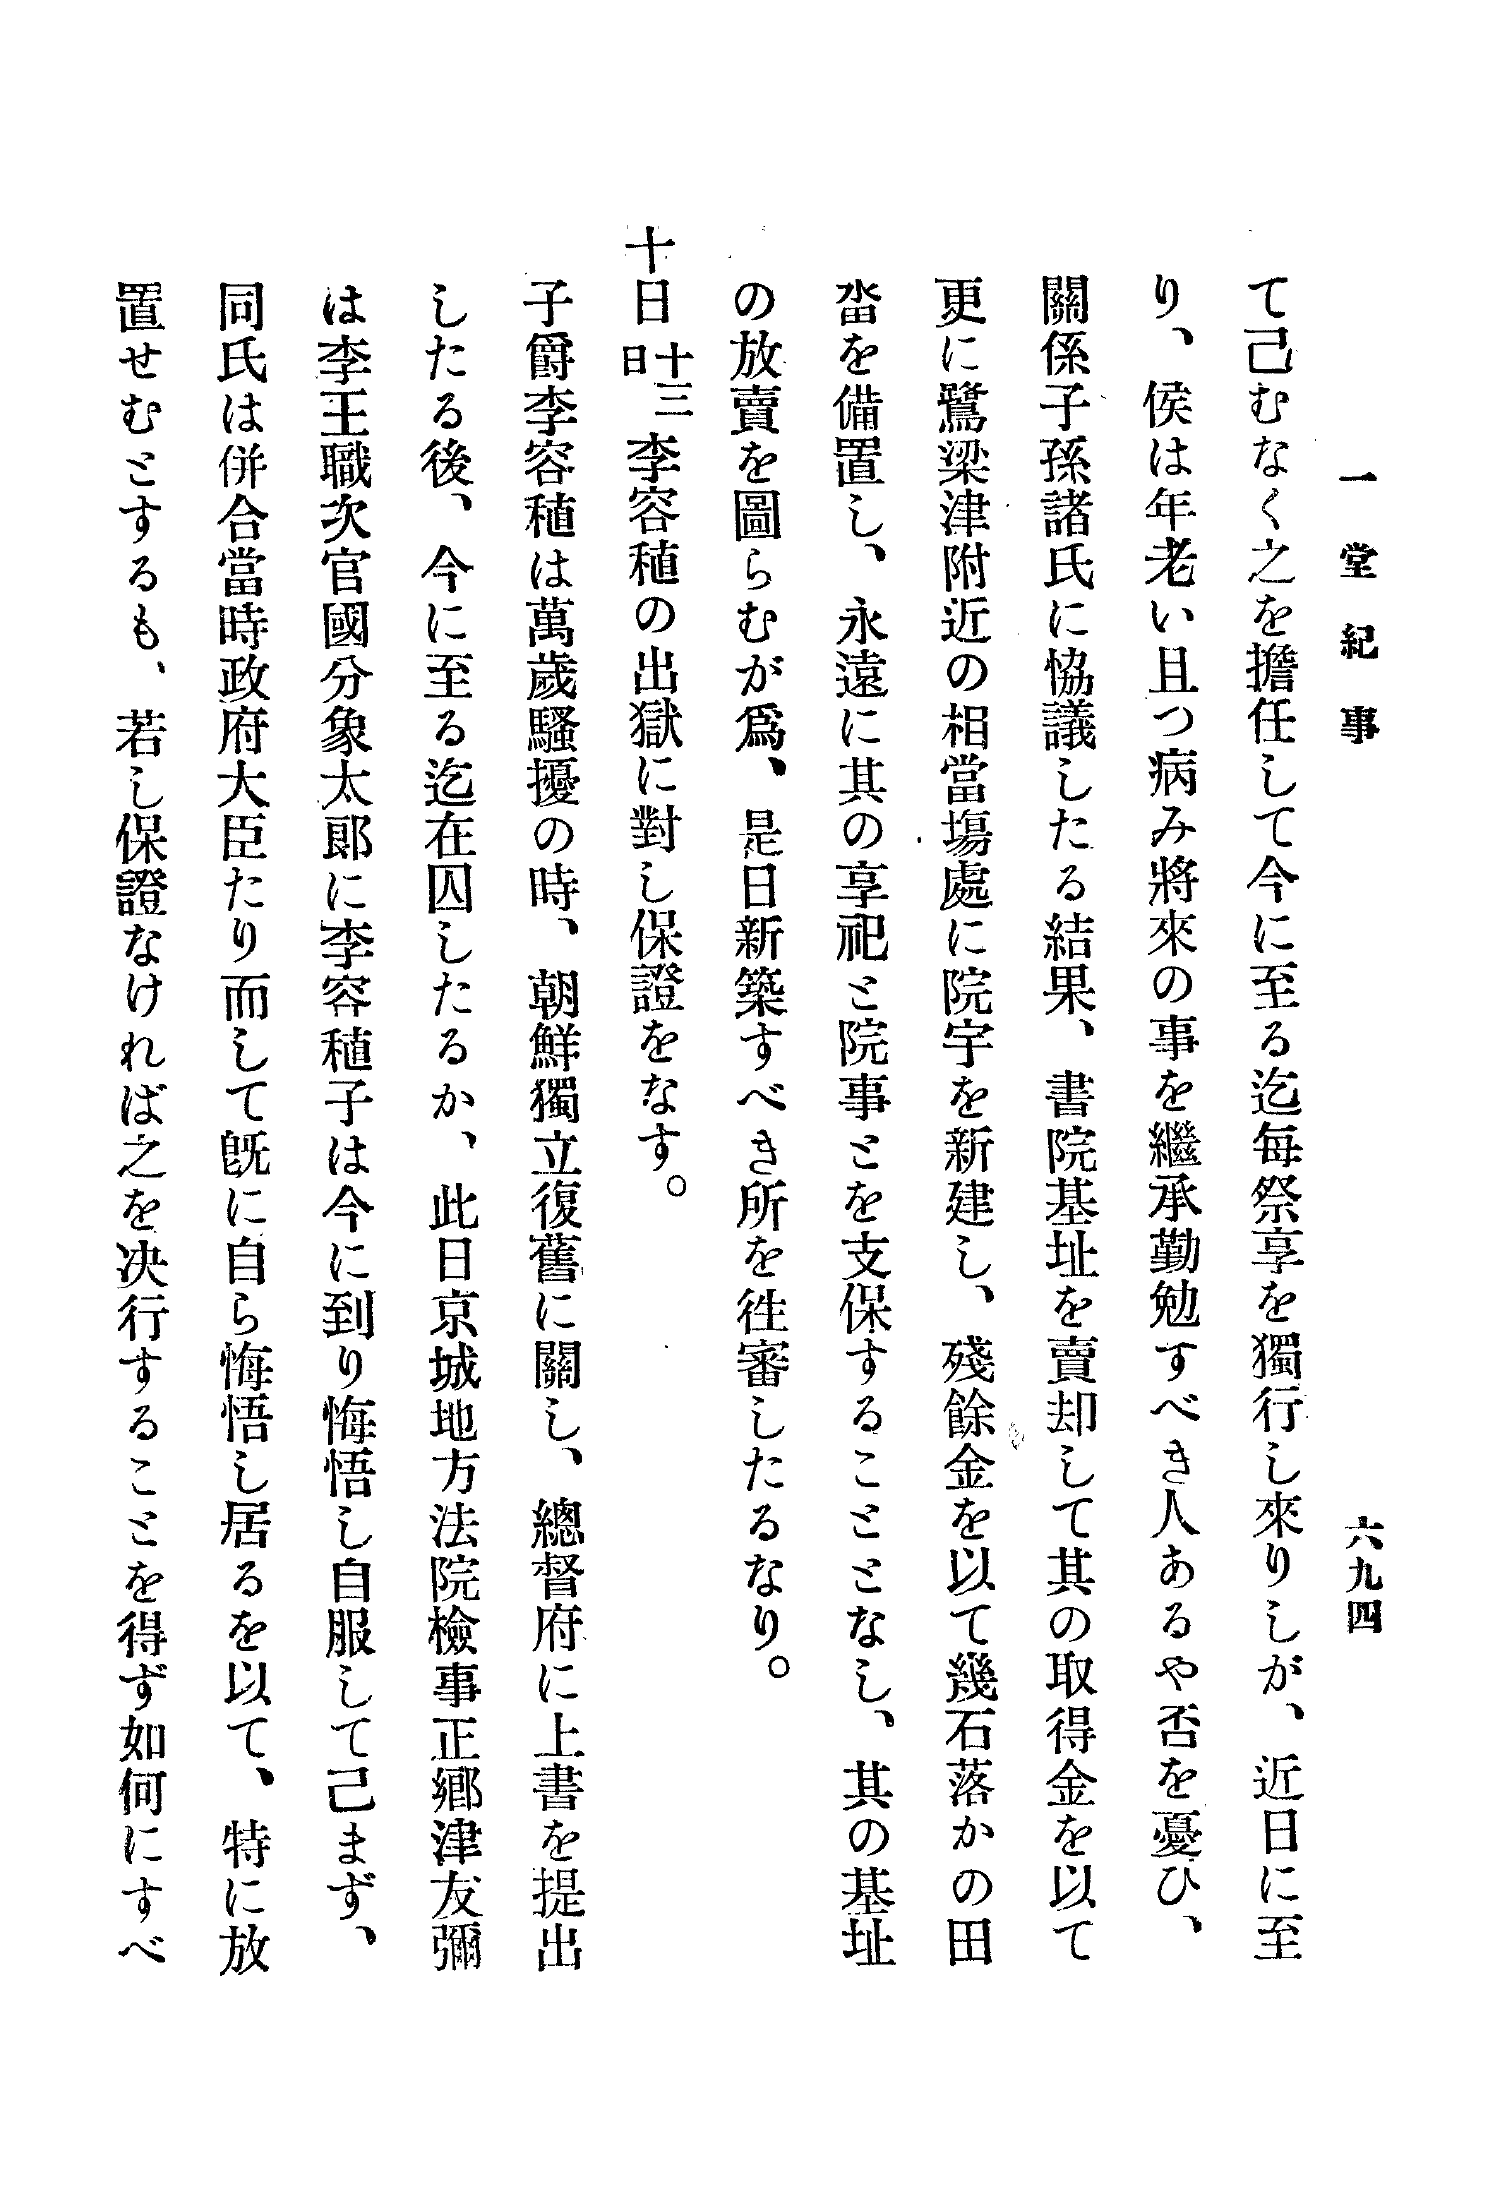 一堂紀事
六九四
て己むなく之を擔任して今に至る迄毎祭享を獨行し來りしが、近日に至
り、侯は年老い且つ病み將來の事を繼承勤勉すべき人あるや否を憂ひ、
關係子孫諸氏に恊議したる結果、書院基址を賣却して其の取得金を以て
更に鷺梁津附近の相當塲處に院宇を新建し、殘餘金を以て幾石落かの田
畓を備置し、永遠に其の享祀と院事とを支保することとなし、其の基址
の放賣を圖らむが爲、是日新築すべき所を徃審したるなり。
十日 十三日 李容稙の出獄に對し保證をなす。
子爵李容稙は萬歲騷擾の時、朝鮮獨立復舊に關し、總督府に上書を提出
したる後、今に至る迄在囚したるか、此日京城地方法院檢事正鄕津友彌
は李王職次官國分象太郞に李容稙子は今に到り悔悟し自服して己まず、
同氏は併合當時政府大臣たり而して旣に自ら悔悟し居るを以て、特に放
置せむとするも、若し保證なければ之を决行することを得ず如何にすべ